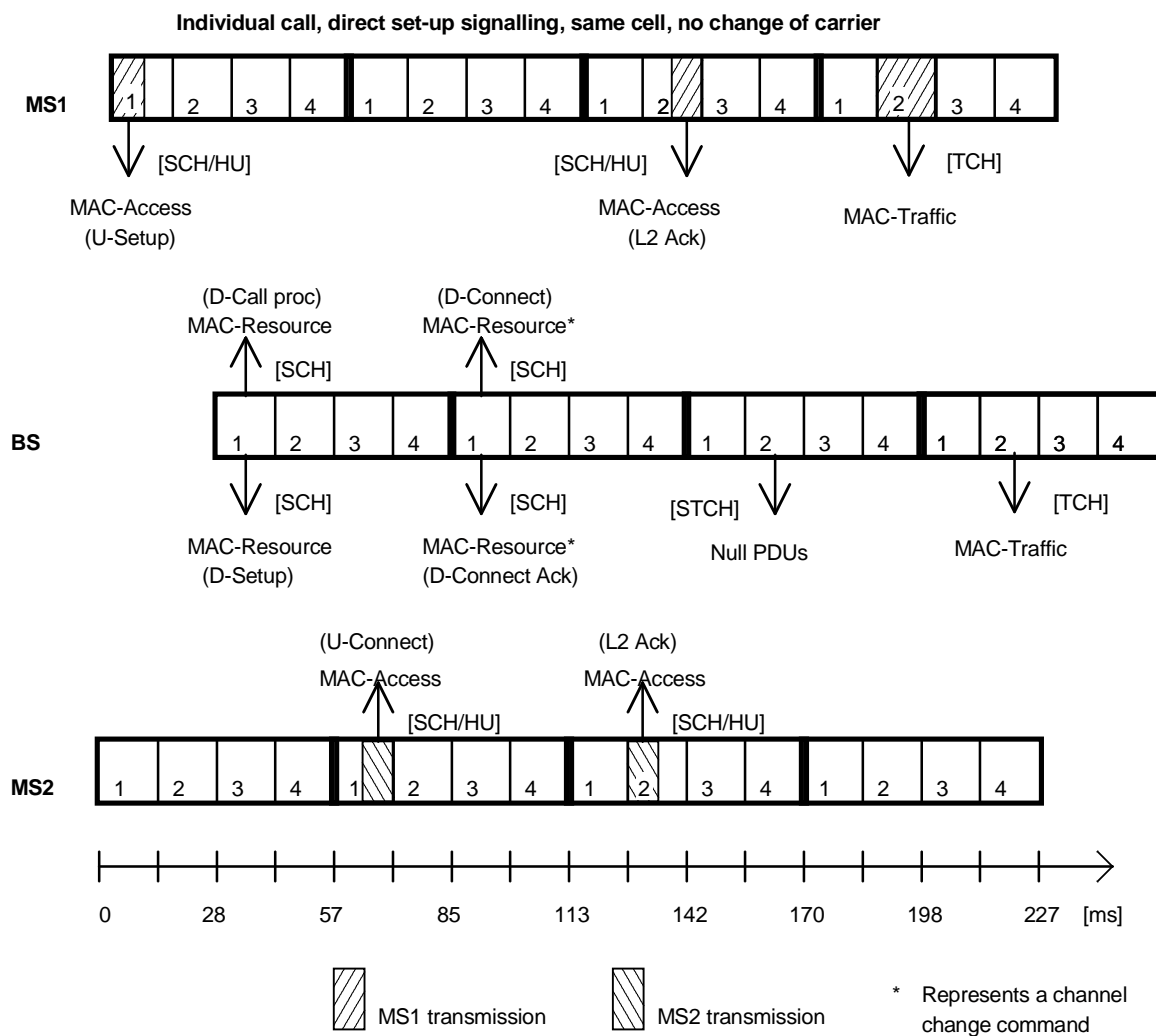 Individual call, direct set-up signalling, same cell, no change of carrier
MS1
1 2 3 4 1 2 3 4 1 2 3 4 1 2 3 4
[SCH/HU] [SCH/HU] [TCH]
MAC-Access MAC-Access MAC-Traffic
(U-Setup) (L2 Ack)
(D-Call proc) (D-Connect)
MAC-Resource MAC-Resource*
[SCH] [SCH]
BS
1 2 3 4 1 2 3 4 1 2 3 4 1 2 3 4
[SCH] [SCH] [STCH] [TCH]
MAC-Resource MAC-Resource* Null PDUs MAC-Traffic
(D-Setup) (D-Connect Ack)
(U-Connect) (L2 Ack)
MAC-Access MAC-Access
[SCH/HU] [SCH/HU]
MS2
1 2 3 4 1 2 3 4 1 2 3 4 1 2 3 4
0 28 57 85 113 142 170 198 227 [ms]
MS1 transmission MS2 transmission * Represents a channel
change command